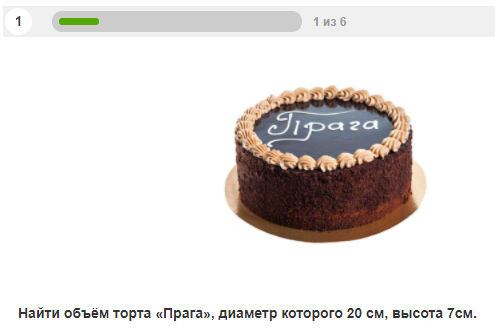 1
1 из 6
Прага
Найти объём торта «Прага», диаметр которого 20 см, высота 7см.